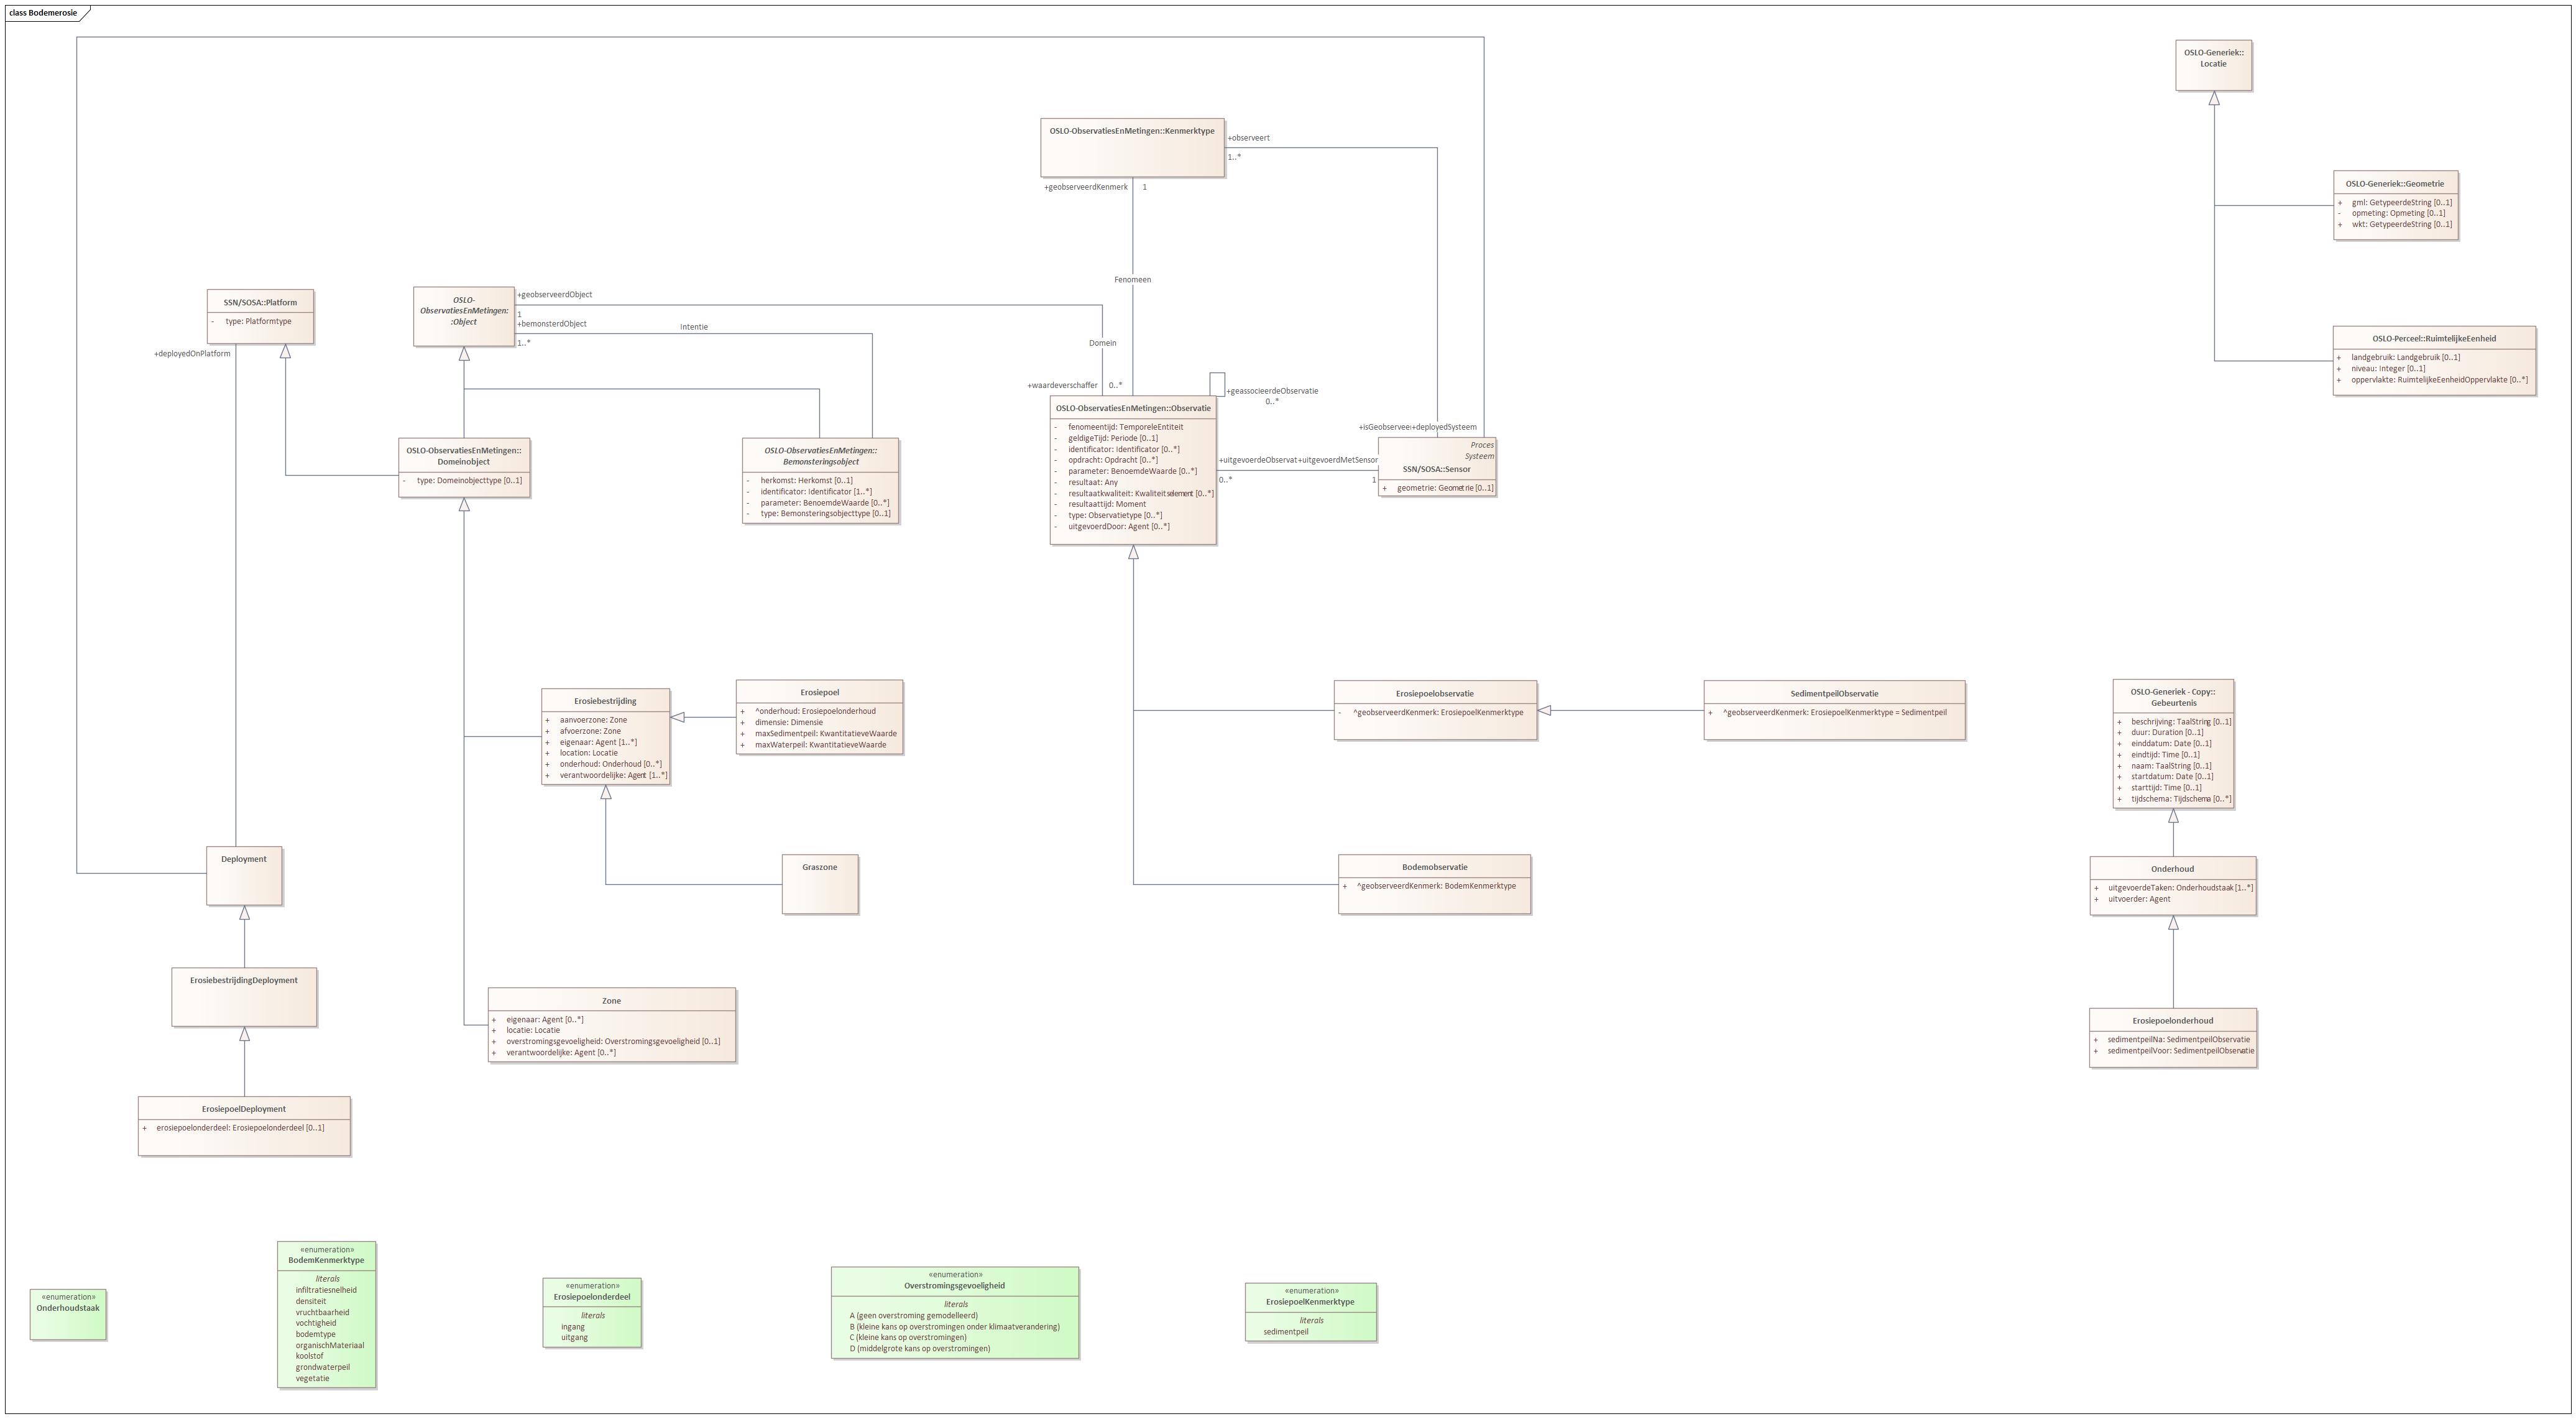 class Bodemerosie
OSLO-Generiek::
Locatie
OSLO-ObservatiesEnMetingen::Kenmerktype
+observeert
1..*
+geobserveerdKenmerk
1
OSLO-Generiek::Geometrie
+ gml: GetypeerdeString [0..1]
- opmeting: Opmeting [0..1]
+ wkt: GetypeerdeString [0..1]
Fenomeen
SSN/SOSA::Platform
- type: Platformtype
+deployedOnPlatform
OSLO-
ObservatiesEnMetingen:
:Object
+geobserveerdObject
1
+bemonsterdObject
1..*
Intentie
Domein
OSLO-Perceel::RuimtelijkeEenheid
+ landgebruik: Landgebruik [0..1]
+ niveau: Integer [0..1]
+ oppervlakte: RuimtelijkeEenheidOppervlakte [0..*]
+waardeverschaffer
0..*
+geassocieerdeObservatie
0..*
OSLO-ObservatiesEnMetingen::Observatie
- fenomeentijd: TemporeleEntiteit
- geldigeTijd: Periode [0..1]
- identificator: Identificator [0..*]
- opdracht: Opdracht [0..*]
- parameter: BenoemdeWaarde [0..*]
- resultaat: Any
- resultaatkwaliteit: Kwaliteitselement [0..*]
- resultaattijd: Moment
- type: Observatietype [0..*]
- uitgevoerdDoor: Agent [0..*]
+deployedSysteem
+uitgevoerdMetSensor
0..*
1
Proces
Systeem
SSN/SOSA::Sensor
+ geometrie: Geometrie [0..1]
OSLO-ObservatiesEnMetingen::
Domeinobject
- type: Domeinobjecttype [0..1]
OSLO-ObservatiesEnMetingen::
Bemonsteringsobject
- herkomst: Herkomst [0..1]
- identificator: Identificator [1..*]
- parameter: BenoemdeWaarde [0..*]
- type: Bemonsteringsobjecttype [0..1]
Erosiebestrijding
+ aanvoerzone: Zone
+ afvoerzone: Zone
+ eigenaar: Agent [1..*]
+ location: Locatie
+ onderhoud: Onderhoud [0..*]
+ verantwoordelijke: Agent [1..*]
Erosiepoel
+ ^onderhoud: Erosiepoelonderhoud
+ dimensie: Dimensie
+ maxSedimentpeil: KwantitatieveWaarde
+ maxWaterpeil: KwantitatieveWaarde
Erosiepoelobservatie
- ^geobserveerdKenmerk: ErosiepoelKenmerktype
SedimentpeilObservatie
+ ^geobserveerdKenmerk: ErosiepoelKenmerktype = Sedimentpeil
OSLO-Generiek - Copy::
Gebeurtenis
+ beschrijving: TaalString [0..1]
+ duur: Duration [0..1]
+ einddatum: Date [0..1]
+ eindtijd: Time [0..1]
+ naam: TaalString [0..1]
+ startdatum: Date [0..1]
+ starttijd: Time [0..1]
+ tijdschema: Tijdschema [0..*]
Deployment
Graszone
Bodemobservatie
+ ^geobserveerdKenmerk: BodemKenmerktype
Onderhoud
+ uitgevoerdeTaken: Onderhoudstaak [1..*]
+ uitvoerder: Agent
ErosiebestrijdingDeployment
Zone
+ eigenaar: Agent [0..*]
+ locatie: Locatie
+ overstromingsgevoeligheid: Overstromingsgevoeligheid [0..1]
+ verantwoordelijke: Agent [0..*]
Erosiepoelonderhoud
+ sedimentpeilNa: SedimentpeilObservatie
+ sedimentpeilVoor: SedimentpeilObservatie
ErosiepoelDeployment
+ erosiepoelonderdeel: Erosiepoelonderdeel [0..1]
«enumeration»
Onderhoudstaak
«enumeration»
BodemKenmerktype
literals
infiltratiesnelheid
densiteit
vruchtbaarheid
vochtigheid
bodemtype
organischMateriaal
koolstof
grondwaterpeil
vegetatie
«enumeration»
Erosiepoelonderdeel
literals
ingang
uitgang
«enumeration»
Overstromingsgevoeligheid
literals
A (geen overstroming gemodelleerd)
B (kleine kans op overstromingen onder klimaatverandering)
C (kleine kans op overstromingen)
D (middelgrote kans op overstromingen)
«enumeration»
ErosiepoelKenmerktype
literals
sedimentpeil